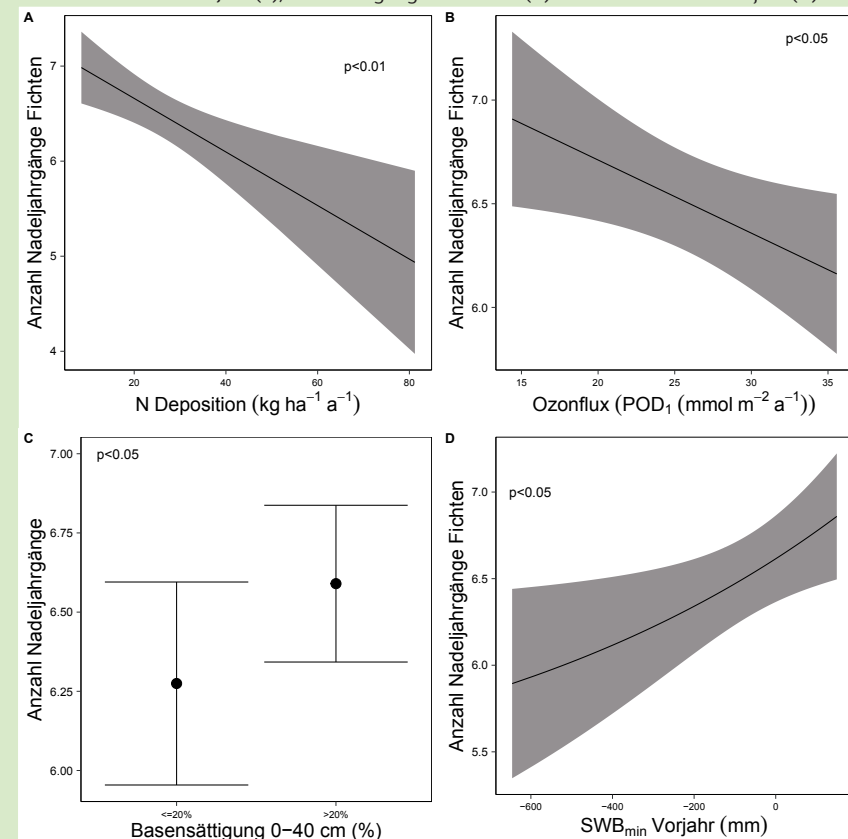 A
p<0.01
7
6
5
4
20
40
60
80
Anzahl Nadeljahrgänge Fichten
N Deposition (kg ha⁻¹ a⁻¹)
B
p<0.05
7.0
6.5
6.0
15
20
25
30
35
Anzahl Nadeljahrgänge Fichten
Ozonflux (POD₁ (mmol m⁻² a⁻¹))
C
p<0.05
7.00
6.75
6.50
6.25
6.00
<=20%
>20%
Anzahl Nadeljahrgänge
Basensättigung 0−40 cm (%)
D
p<0.05
7.0
6.5
6.0
5.5
−600
−400
−200
0
Anzahl Nadeljahrgänge Fichten
SWBmin Vorjahr (mm)